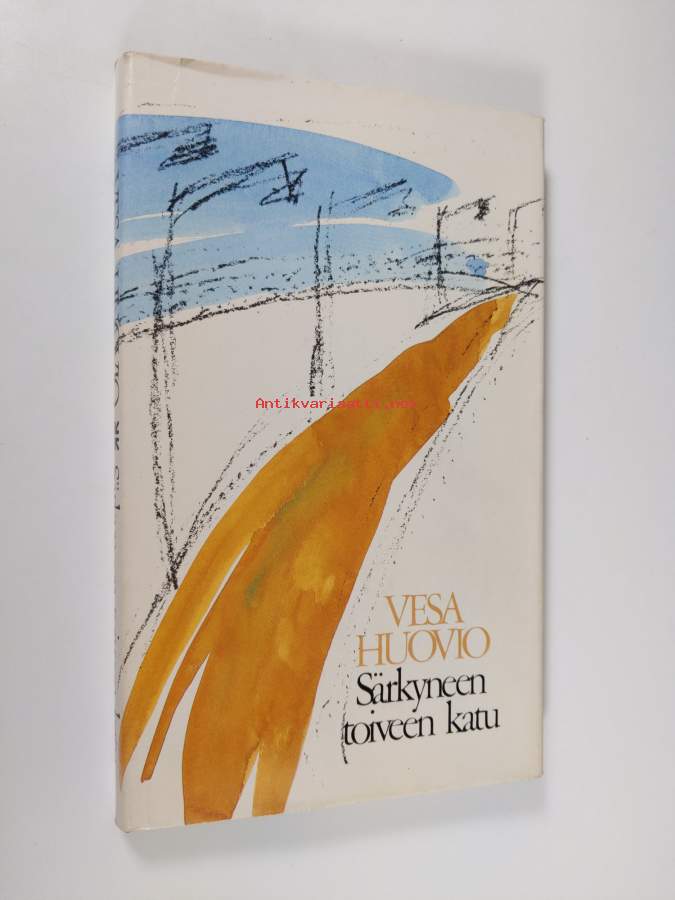 Antikvariaatti.net
VESA
HUOVIO
Särkyneen
toiveen katu